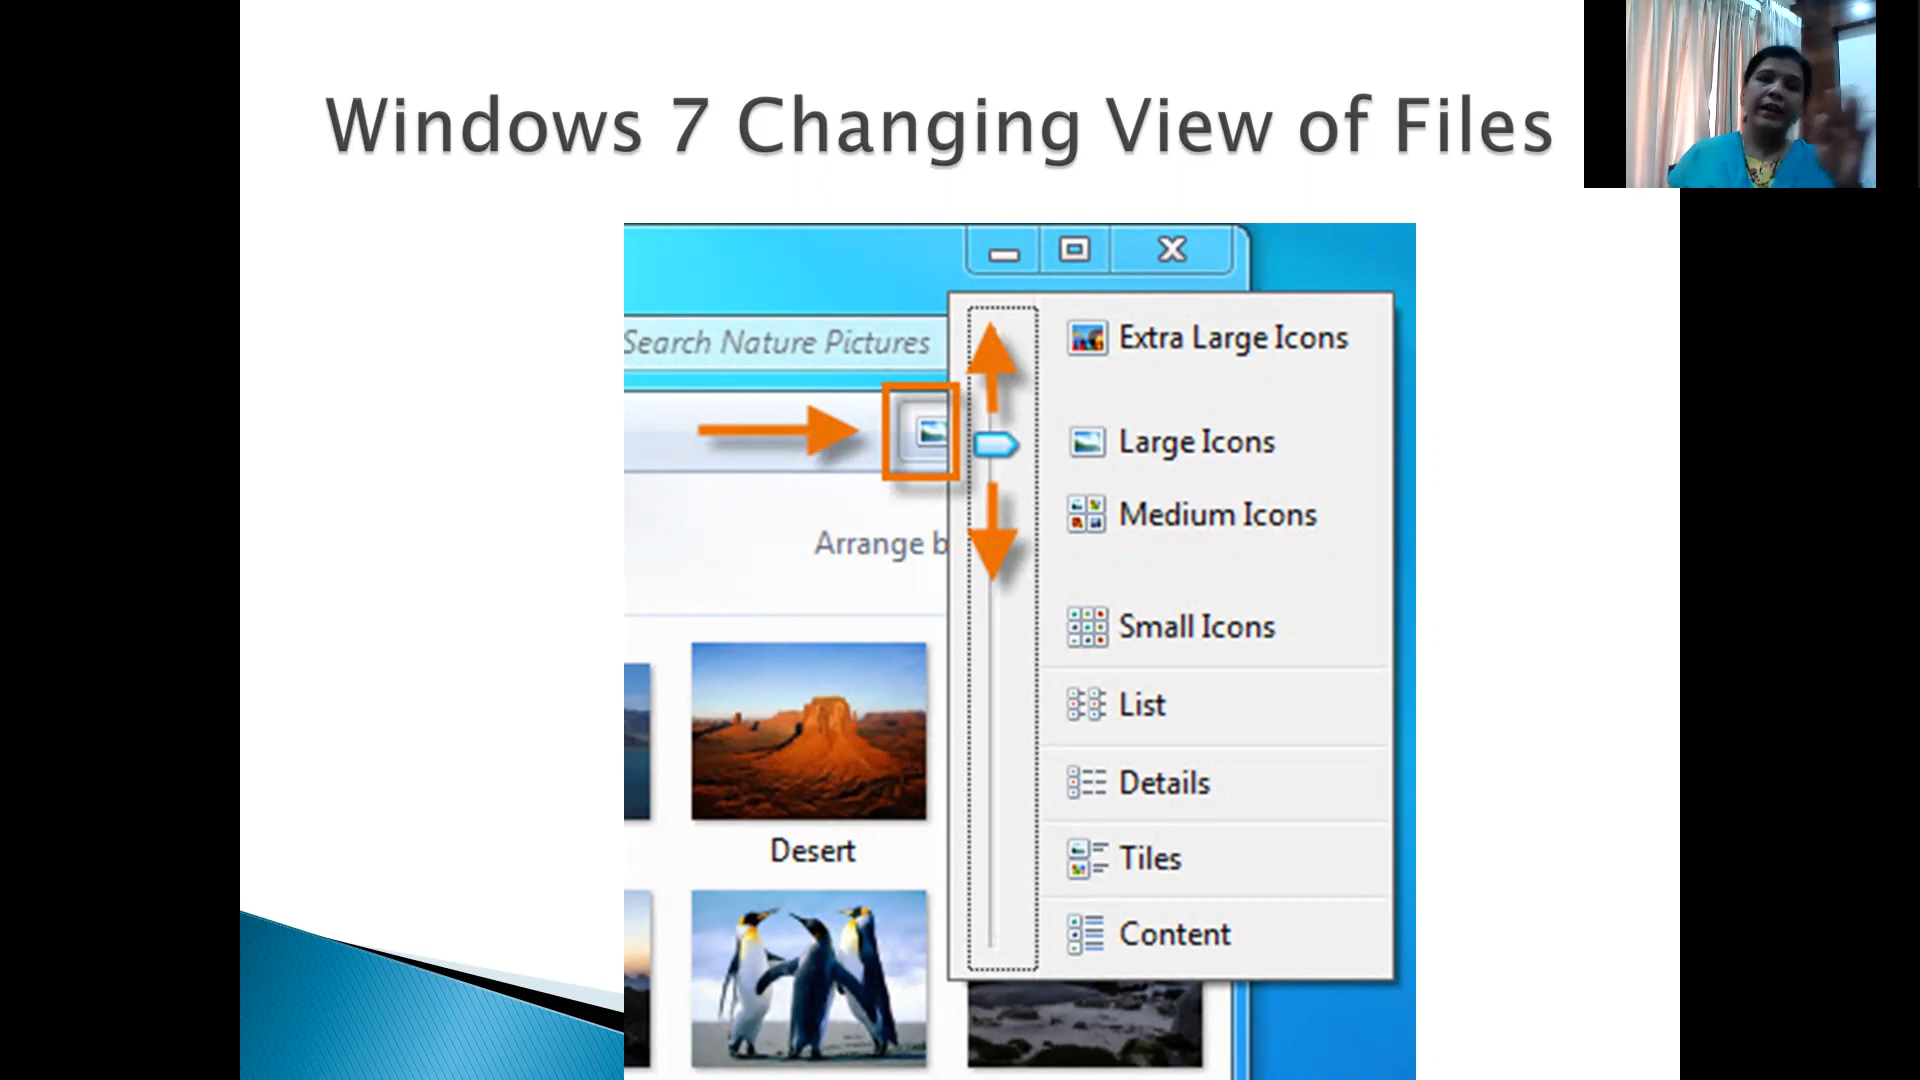 Windows 7 Changing View of Files
Search Nature Pictures
Extra Large Icons
Large Icons
Medium Icons
Arrange b
Small Icons
List
Details
Desert
Tiles
Content